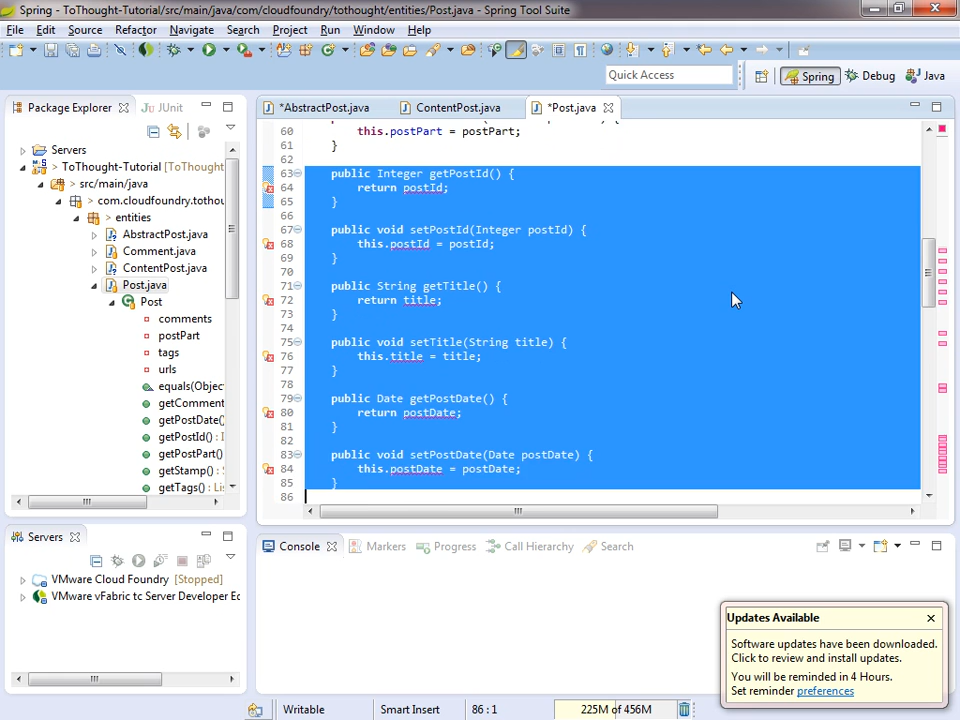 Spring - ToThought-Tutorial/src/main/java/com/cloudfoundry/tothought/entities/Post.java - Spring Tool Suite
File Edit Source Refactor Navigate Search Project Run Window Help
Quick Access
Spring Debug Java
Package Explorer JUnit
Servers
> ToThought-Tutorial [Tothought
> src/main/java
> com.cloudfoundry.tothou
> entities
AbstractPost.java
Comment.java
ContentPost.java
Post.java
Post
comments
postPart
tags
urls
equals(Objec
getComment
getPostDate()
getPostId() : I
getPostPart()
getStamp() : S
getTags() : Lis
*AbstractPost.java ContentPost.java *Post.java
60 this.postPart = postPart;
61 }
62
63 public Integer getPostId() {
64 return postId;
65 }
66
67 public void setPostId(Integer postId) {
68 this.postId = postId;
69 }
70
71 public String getTitle() {
72 return title;
73 }
74
75 public void setTitle(String title) {
76 this.title = title;
77 }
78
79 public Date getPostDate() {
80 return postDate;
81 }
82
83 public void setPostDate(Date postDate) {
84 this.postDate = postDate;
85 }
86
Servers
VMware Cloud Foundry [Stopped]
VMware vFabric tc Server Developer Ec
Console Markers Progress Call Hierarchy Search
Updates Available
Software updates have been downloaded.
Click to review and install updates.
You will be reminded in 4 Hours.
Set reminder preferences
Writable Smart Insert 86 : 1 225M of 456M